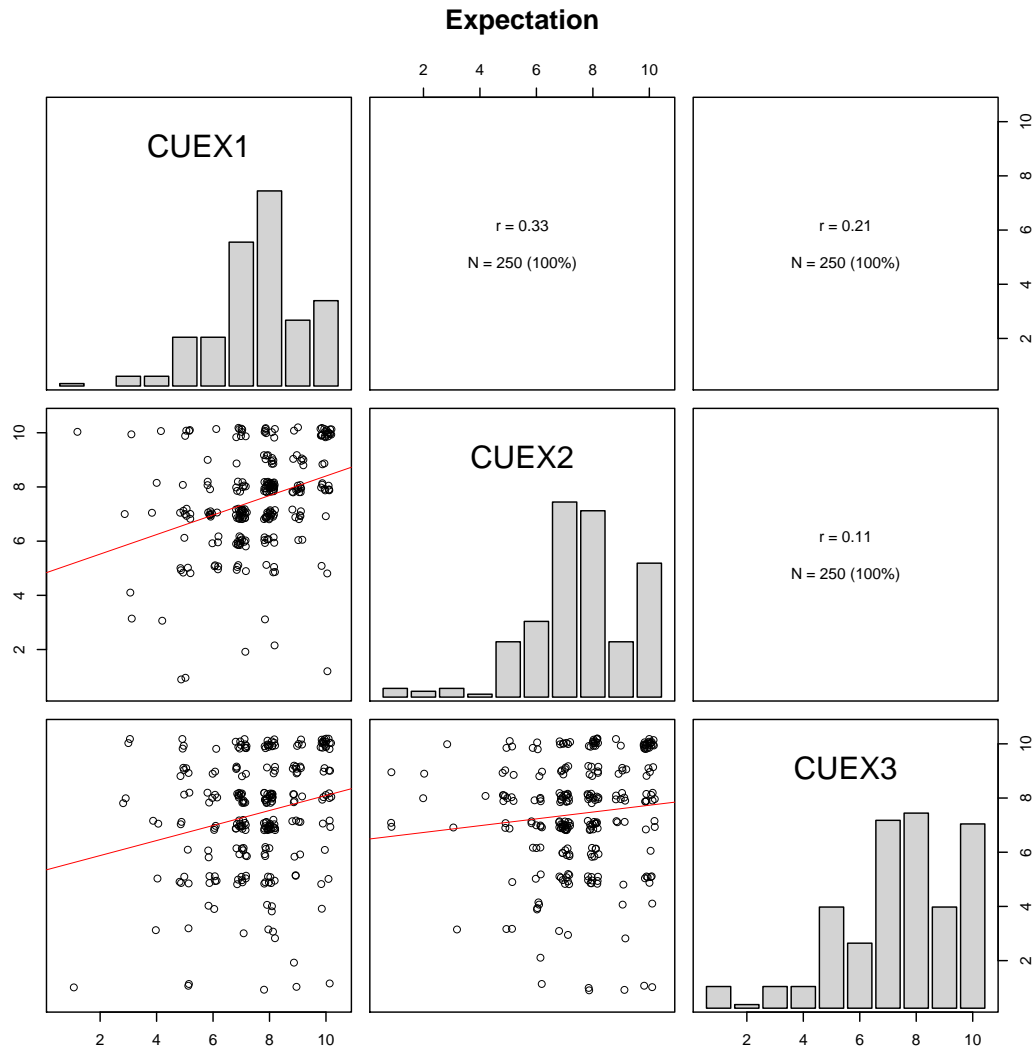 Expectation
2 4 6 8 10
CUEX1
r = 0.33
N = 250 (100%)
r = 0.21
N = 250 (100%)
10
8
6
4
2
10
8
6
4
2
CUEX2
r = 0.11
N = 250 (100%)
CUEX3
10
8
6
4
2
2 4 6 8 10
2 4 6 8 10